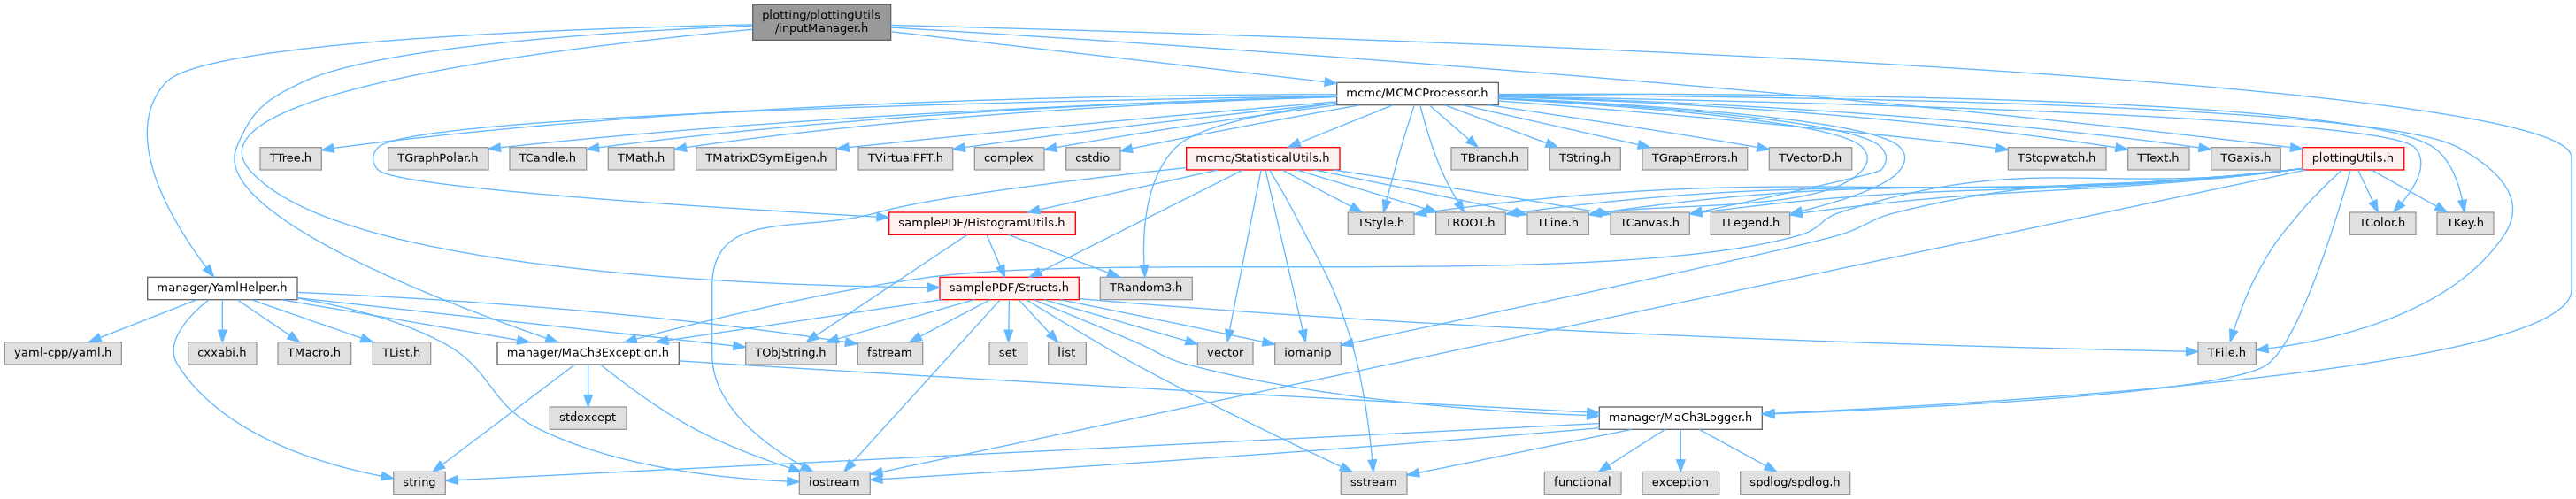 plotting/plottingUtils
/inputManager.h
mcmc/MCMCProcessor.h
TTree.h
TGraphPolar.h
TCandle.h
TMath.h
TMatrixDSymEigen.h
TVirtualFFT.h
complex
cstdio
mcmc/StatisticalUtils.h
TBranch.h
TString.h
TGraphErrors.h
TVectorD.h
TStopwatch.h
TText.h
TGaxis.h
plottingUtils.h
samplePDF/HistogramUtils.h
TStyle.h
TROOT.h
TLine.h
TCanvas.h
TLegend.h
TColor.h
TKey.h
manager/YamlHelper.h
samplePDF/Structs.h
TRandom3.h
yaml-cpp/yaml.h
cxxabi.h
TMacro.h
TList.h
manager/MaCh3Exception.h
TObjString.h
fstream
set
list
vector
iomanip
TFile.h
stdexcept
manager/MaCh3Logger.h
string
iostream
sstream
functional
exception
spdlog/spdlog.h